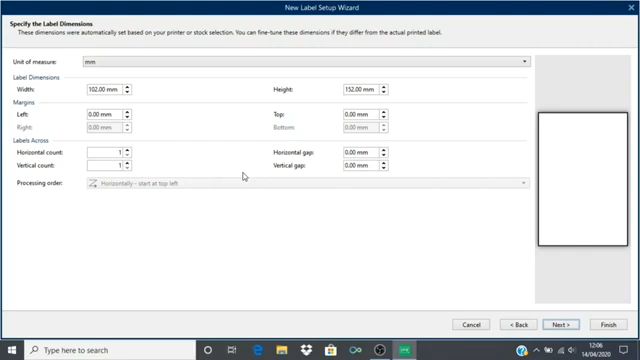 New Label Setup Wizard
Specify the Label Dimensions
These dimensions were automatically set based on your printer or stock selection. You can fine-tune these dimensions if they differ from the actual printed label.
Unit of measure: mm
Label Dimensions
Width: 102.00 mm Height: 152.00 mm
Margins
Left: 0.00 mm Top: 0.00 mm
Right: 0.00 mm Bottom: 0.00 mm
Labels Across
Horizontal count: 1 Horizontal gap: 0.00 mm
Vertical count: 1 Vertical gap: 0.00 mm
Processing order: Horizontally - start at top left
Cancel < Back Next > Finish
Type here to search
12:06
14/04/2020